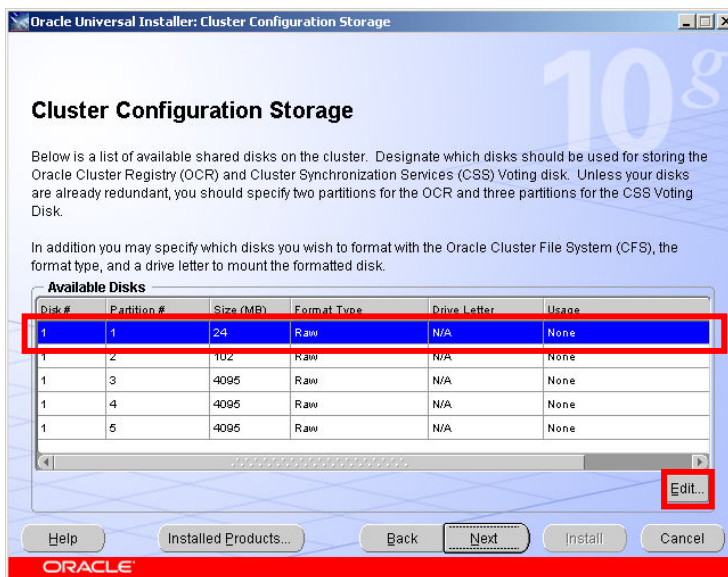 Oracle Universal Installer: Cluster Configuration Storage
10g
Cluster Configuration Storage
Below is a list of available shared disks on the cluster. Designate which disks should be used for storing the
Oracle Cluster Registry (OCR) and Cluster Synchronization Services (CSS) Voting disk. Unless your disks
are already redundant, you should specify two partitions for the OCR and three partitions for the CSS Voting
Disk.
In addition you may specify which disks you wish to format with the Oracle Cluster File System (CFS), the
format type, and a drive letter to mount the formatted disk.
Available Disks
Disk # Partition # Size (MB) Format Type Drive Letter Usage
1 1 24 Raw N/A None
1 2 102 Raw N/A None
1 3 4095 Raw N/A None
1 4 4095 Raw N/A None
1 5 4095 Raw N/A None
Edit...
Help Installed Products... Back Next Install Cancel
ORACLE